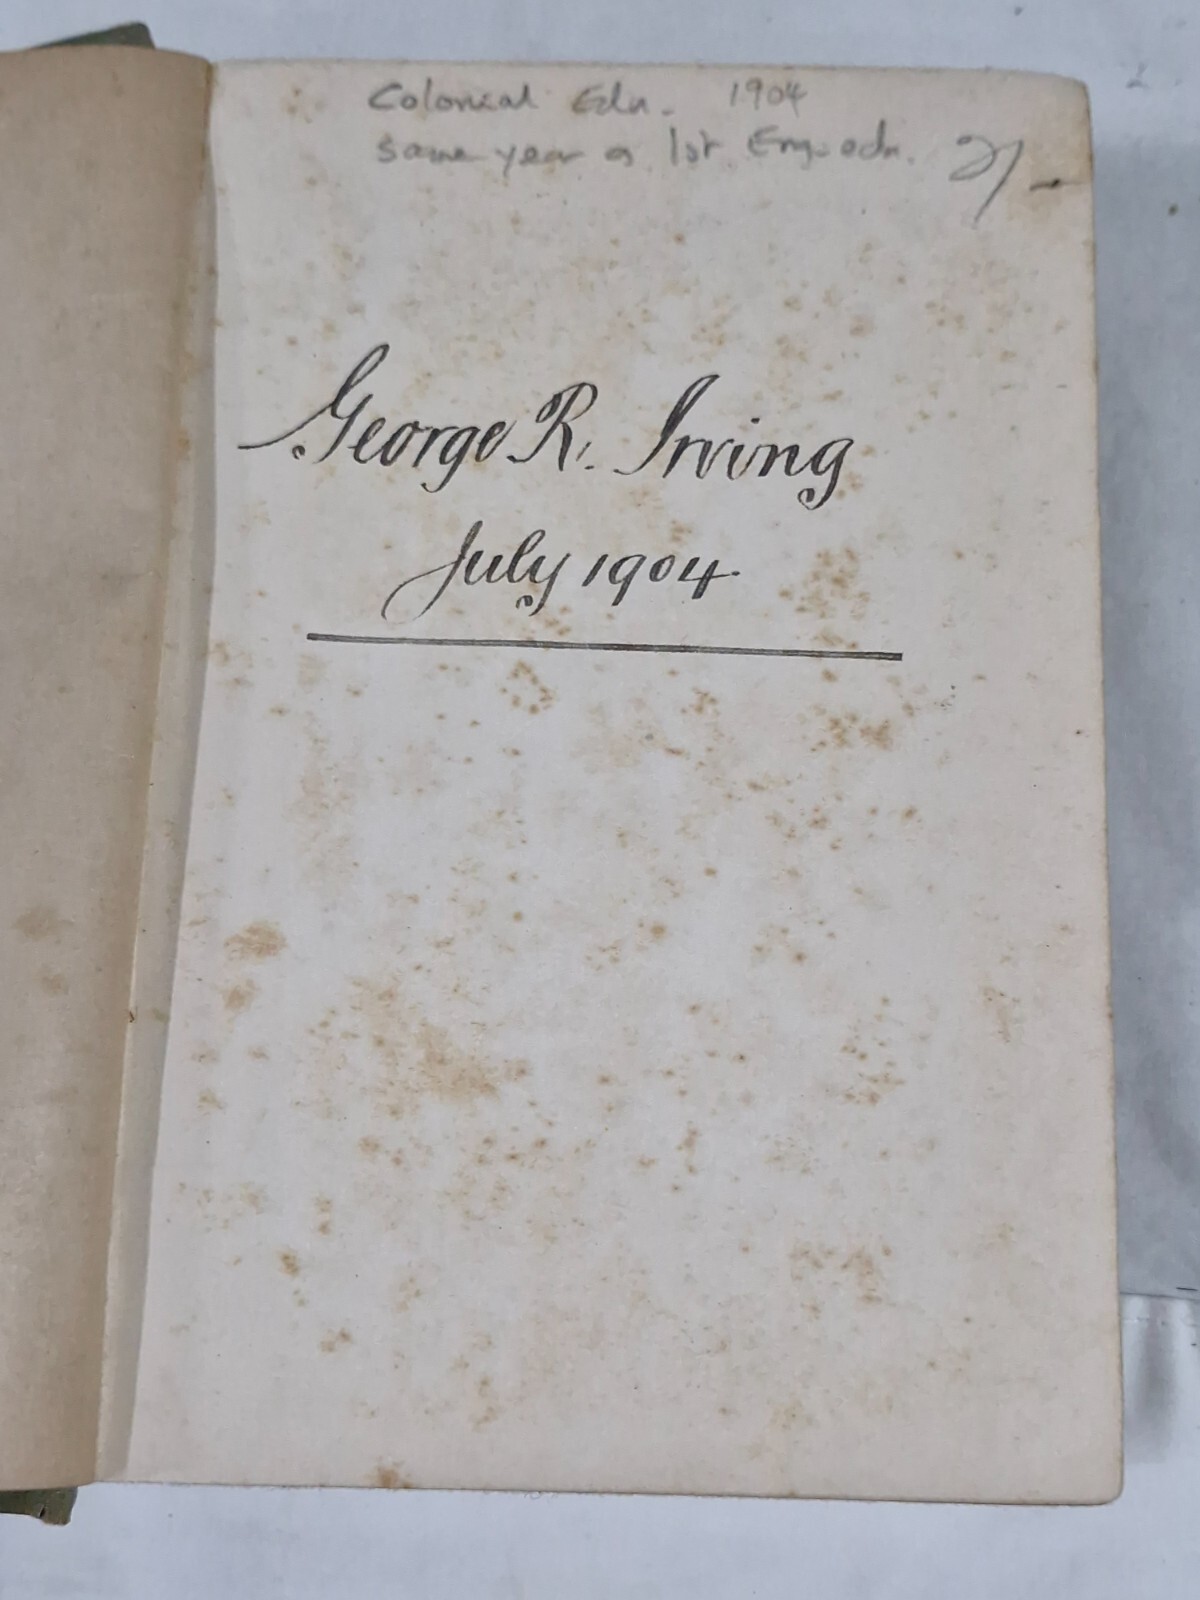 Colonial Edn. 1904
same year as 1st Eng. edn. 2/-
George R. Irving
July 1904.